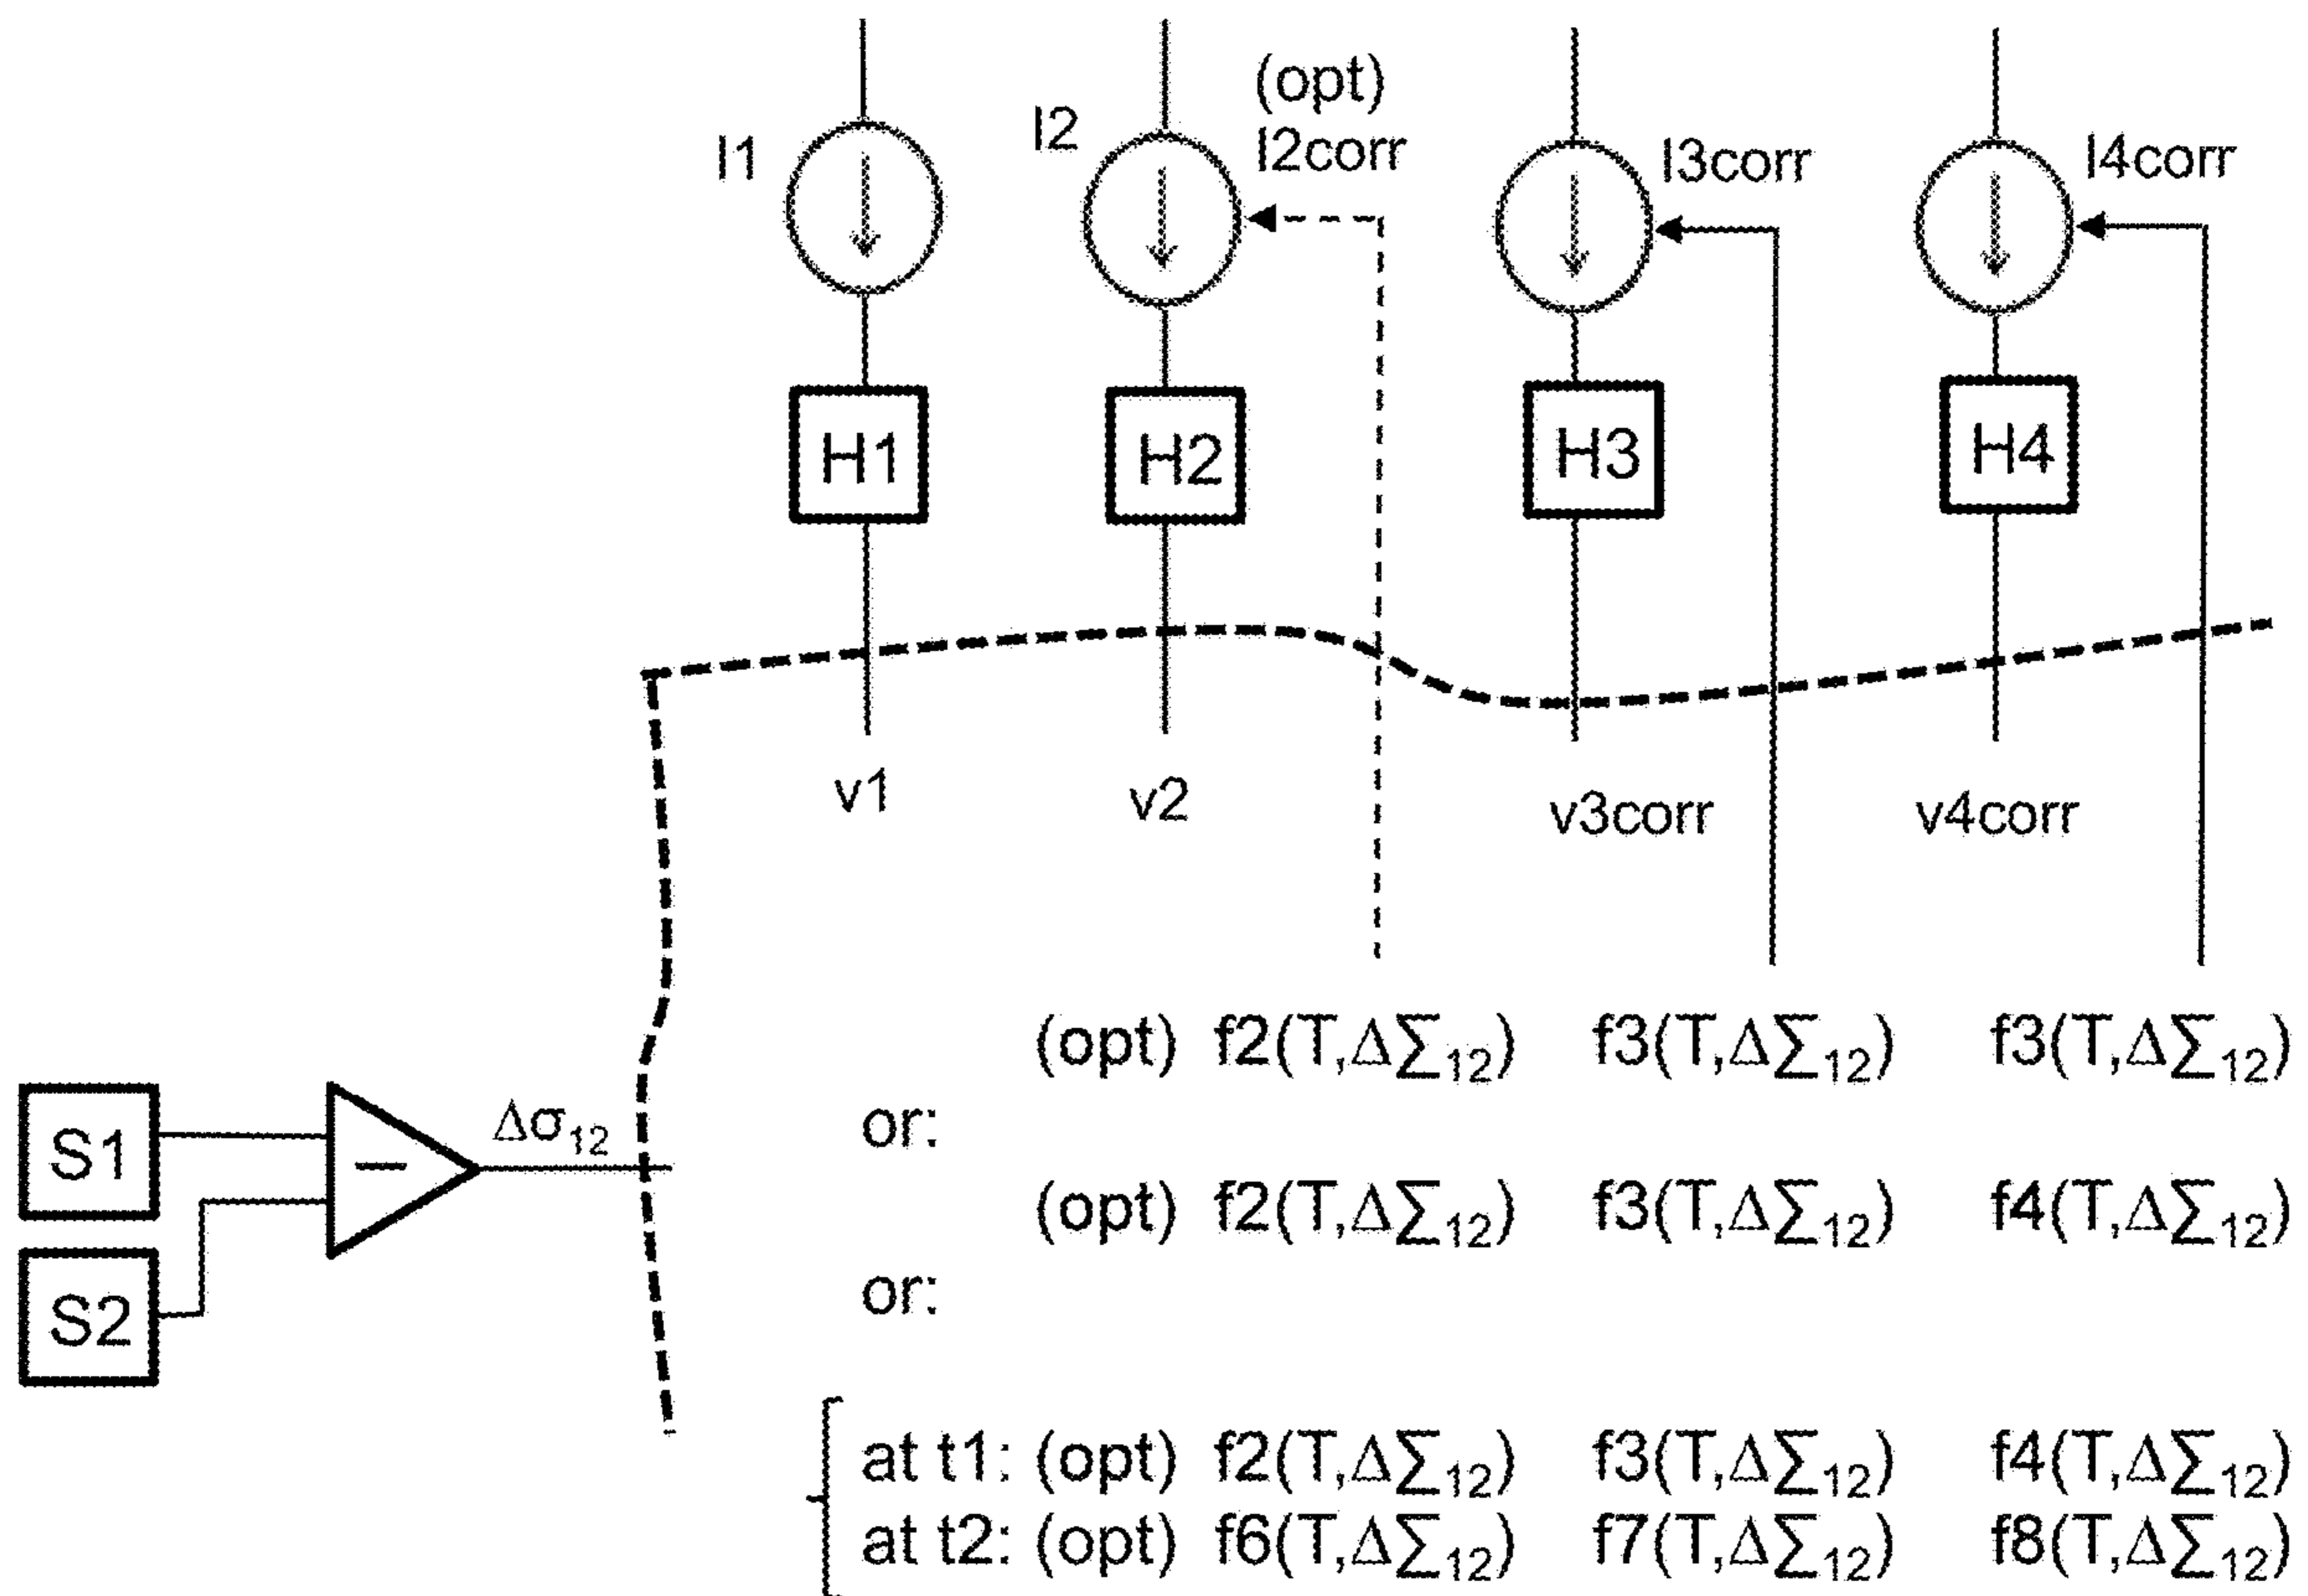 (opt)
I1 I2 I2corr I3corr I4corr
H1 H2 H3 H4
v1 v2 v3corr v4corr
(opt) f2(T,Δ∑₁₂) f3(T,Δ∑₁₂) f3(T,Δ∑₁₂)
S1 − Δσ₁₂ or:
(opt) f2(T,Δ∑₁₂) f3(T,Δ∑₁₂) f4(T,Δ∑₁₂)
S2 or:
at t1: (opt) f2(T,Δ∑₁₂) f3(T,Δ∑₁₂) f4(T,Δ∑₁₂)
at t2: (opt) f6(T,Δ∑₁₂) f7(T,Δ∑₁₂) f8(T,Δ∑₁₂)